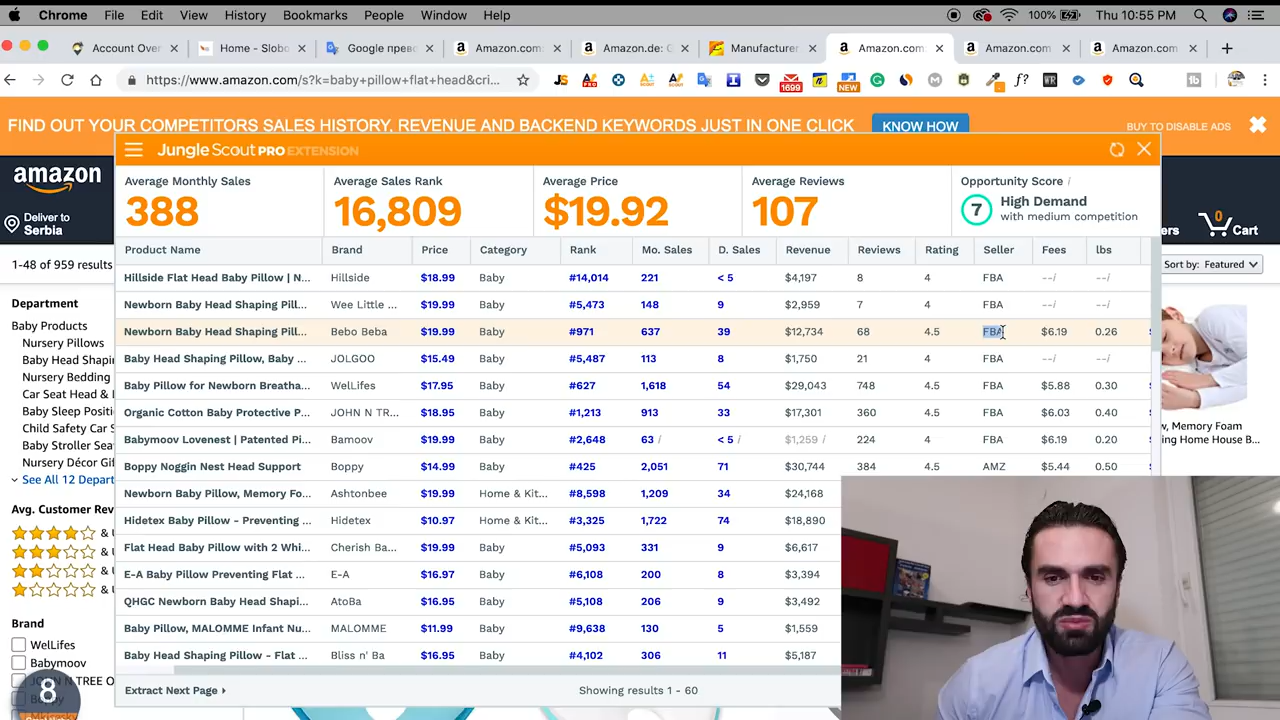 Chrome File Edit View History Bookmarks People Window Help 100% Thu 10:55 PM
Account Over Home - Slobo Google прево Amazon.com: Amazon.de: G Manufacturer Amazon.com Amazon.com Amazon.com
https://www.amazon.com/s?k=baby+pillow+flat+head&cri...
1699 NEW
FIND OUT YOUR COMPETITORS SALES HISTORY, REVENUE AND BACKEND KEYWORDS JUST IN ONE CLICK KNOW HOW BUY TO DISABLE ADS
Jungle Scout PRO EXTENSION
amazon
Deliver to
Serbia
0
Cart
1-48 of 959 results
Sort by: Featured
Average Monthly Sales Average Sales Rank Average Price Average Reviews Opportunity Score i
388 16,809 $19.92 107 7 High Demand
with medium competition
Product Name Brand Price Category Rank Mo. Sales D. Sales Revenue Reviews Rating Seller Fees lbs
Hillside Flat Head Baby Pillow | N... Hillside $18.99 Baby #14,014 221 < 5 $4,197 8 4 FBA --/ --/
Newborn Baby Head Shaping Pill... Wee Little ... $19.99 Baby #5,473 148 9 $2,959 7 4 FBA --/ --/
Newborn Baby Head Shaping Pill... Bebo Beba $19.99 Baby #971 637 39 $12,734 68 4.5 FBA $6.19 0.26
Baby Head Shaping Pillow, Baby ... JOLGOO $15.49 Baby #5,487 113 8 $1,750 21 4 FBA --/ --/
Baby Pillow for Newborn Breatha... WelLifes $17.95 Baby #627 1,618 54 $29,043 748 4.5 FBA $5.88 0.30
Organic Cotton Baby Protective P... JOHN N TR... $18.95 Baby #1,213 913 33 $17,301 360 4.5 FBA $6.03 0.40
Babymoov Lovenest | Patented Pi... Bamoov $19.99 Baby #2,648 63 / < 5 / $1,259 / 224 4 FBA $6.19 0.20
Boppy Noggin Nest Head Support Boppy $14.99 Baby #425 2,051 71 $30,744 384 4.5 AMZ $5.44 0.50
Newborn Baby Pillow, Memory Fo... Ashtonbee $19.99 Home & Kit... #8,598 1,209 34 $24,168
Hidetex Baby Pillow - Preventing ... Hidetex $10.97 Home & Kit... #3,325 1,722 74 $18,890
Flat Head Baby Pillow with 2 Whi... Cherish Ba... $19.99 Baby #5,093 331 9 $6,617
E-A Baby Pillow Preventing Flat ... E-A $16.97 Baby #6,108 200 8 $3,394
QHGC Newborn Baby Head Shapi... AtoBa $16.95 Baby #5,108 206 9 $3,492
Baby Pillow, MALOMME Infant Nu... MALOMME $11.99 Baby #9,638 130 5 $1,559
Baby Head Shaping Pillow - Flat ... Bliss n' Ba $16.95 Baby #4,102 306 11 $5,187
Extract Next Page Showing results 1 - 60
Department
Baby Products
Nursery Pillows
Baby Head Shap
Nursery Bedding
Car Seat Head &
Baby Sleep Positi
Child Safety Car S
Baby Stroller Seat
Nursery Décor Gif
See All 12 Depart
Avg. Customer Rev
& U
& U
& U
& U
Brand
WelLifes
Babymoov
JOHN N TREE O
Boppy
8
w, Memory Foam
ing Home House B...